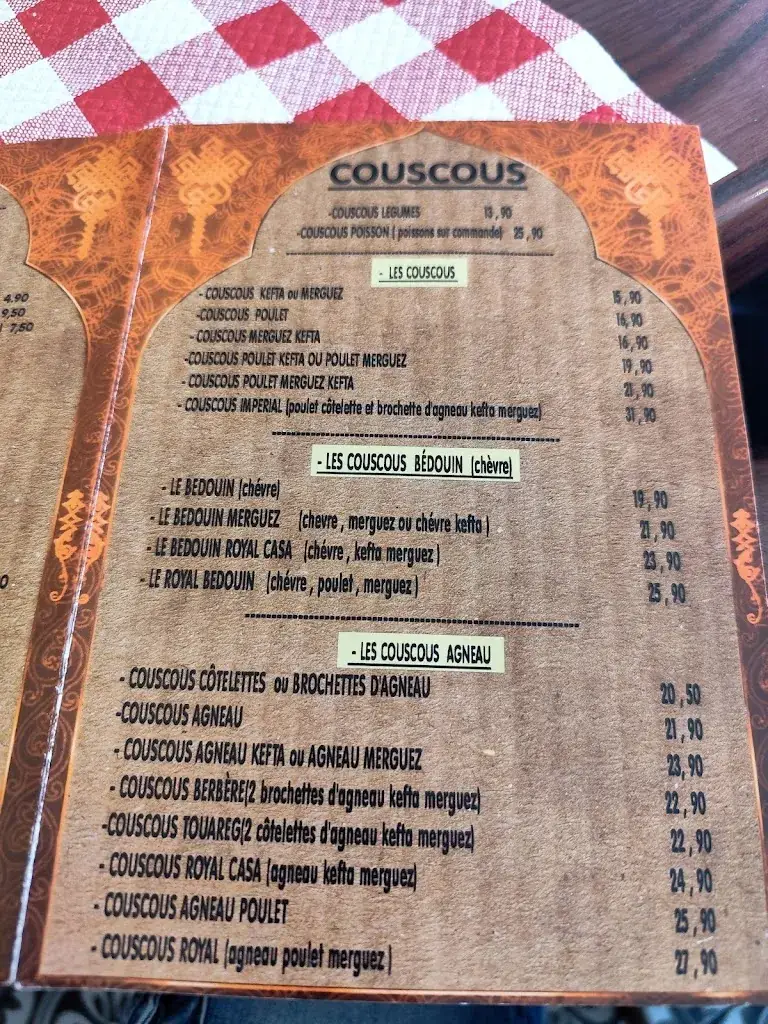 4.90
9,50
7,50
0
COUSCOUS
-COUSCOUS LEGUMES 13,90
-COUSCOUS POISSON ( poissons sur commande) 25,90
- LES COUSCOUS
- COUSCOUS KEFTA ou MERGUEZ 15,90
-COUSCOUS POULET 16,90
- COUSCOUS MERGUEZ KEFTA 16,90
-COUSCOUS POULET KEFTA OU POULET MERGUEZ 19,90
- COUSCOUS POULET MERGUEZ KEFTA 21,90
- COUSCOUS IMPERIAL (poulet côtelette et brochette d'agneau kefta merguez) 31,90
- LES COUSCOUS BÉDOUIN (chèvre)
- LE BEDOUIN (chévre) 19,90
- LE BEDOUIN MERGUEZ (chevre , merguez ou chévre kefta ) 21,90
- LE BEDOUIN ROYAL CASA (chévre , kefta merguez ) 23,90
- LE ROYAL BEDOUIN (chévre , poulet , merguez ) 25,90
- LES COUSCOUS AGNEAU
- COUSCOUS CÔTELETTES ou BROCHETTES D'AGNEAU 20,50
-COUSCOUS AGNEAU 21,90
- COUSCOUS AGNEAU KEFTA ou AGNEAU MERGUEZ 23,90
- COUSCOUS BERBÈRE(2 brochettes d'agneau kefta merguez) 22,90
-COUSCOUS TOUAREG(2 côtelettes d'agneau kefta merguez) 22,90
- COUSCOUS ROYAL CASA (agneau kefta merguez) 24,90
- COUSCOUS AGNEAU POULET 25,90
- COUSCOUS ROYAL (agneau poulet merguez ) 27,90